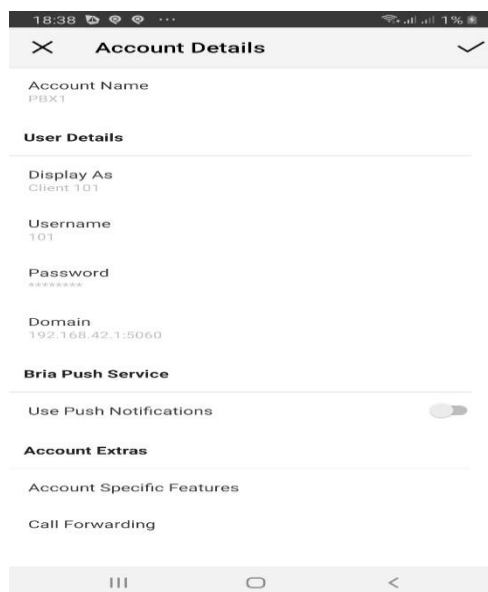 18:38 ... 1%
Account Details
Account Name
PBX1
User Details
Display As
Client 101
Username
101
Password
********
Domain
192.168.42.1:5060
Bria Push Service
Use Push Notifications
Account Extras
Account Specific Features
Call Forwarding